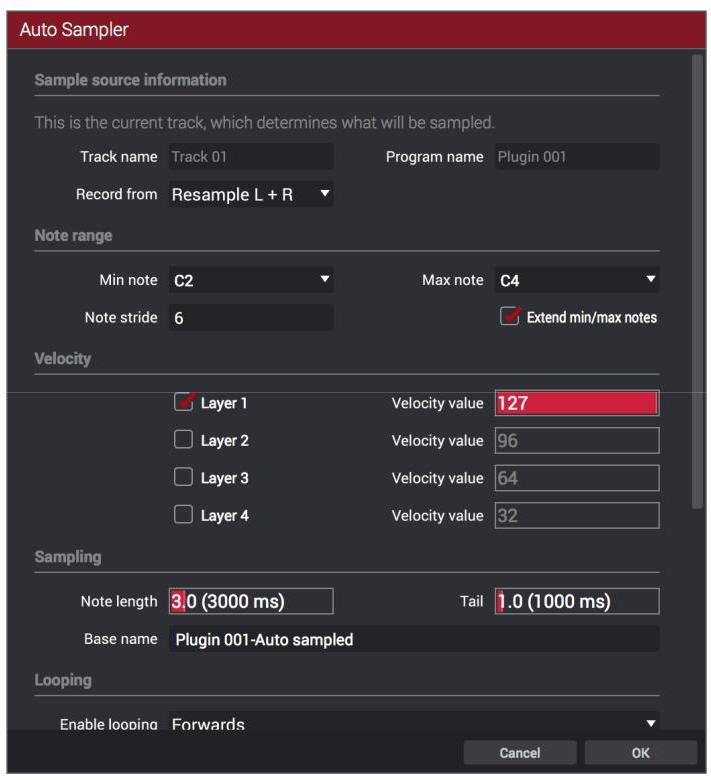 Auto Sampler
Sample source information
This is the current track, which determines what will be sampled.
Track name Track 01 Program name Plugin 001
Record from Resample L + R
Note range
Min note C2 Max note C4
Note stride 6 Extend min/max notes
Velocity
Layer 1 Velocity value 127
Layer 2 Velocity value 96
Layer 3 Velocity value 64
Layer 4 Velocity value 32
Sampling
Note length 3.0 (3000 ms) Tail 1.0 (1000 ms)
Base name Plugin 001-Auto sampled
Looping
Enable looping Forwards
Cancel OK